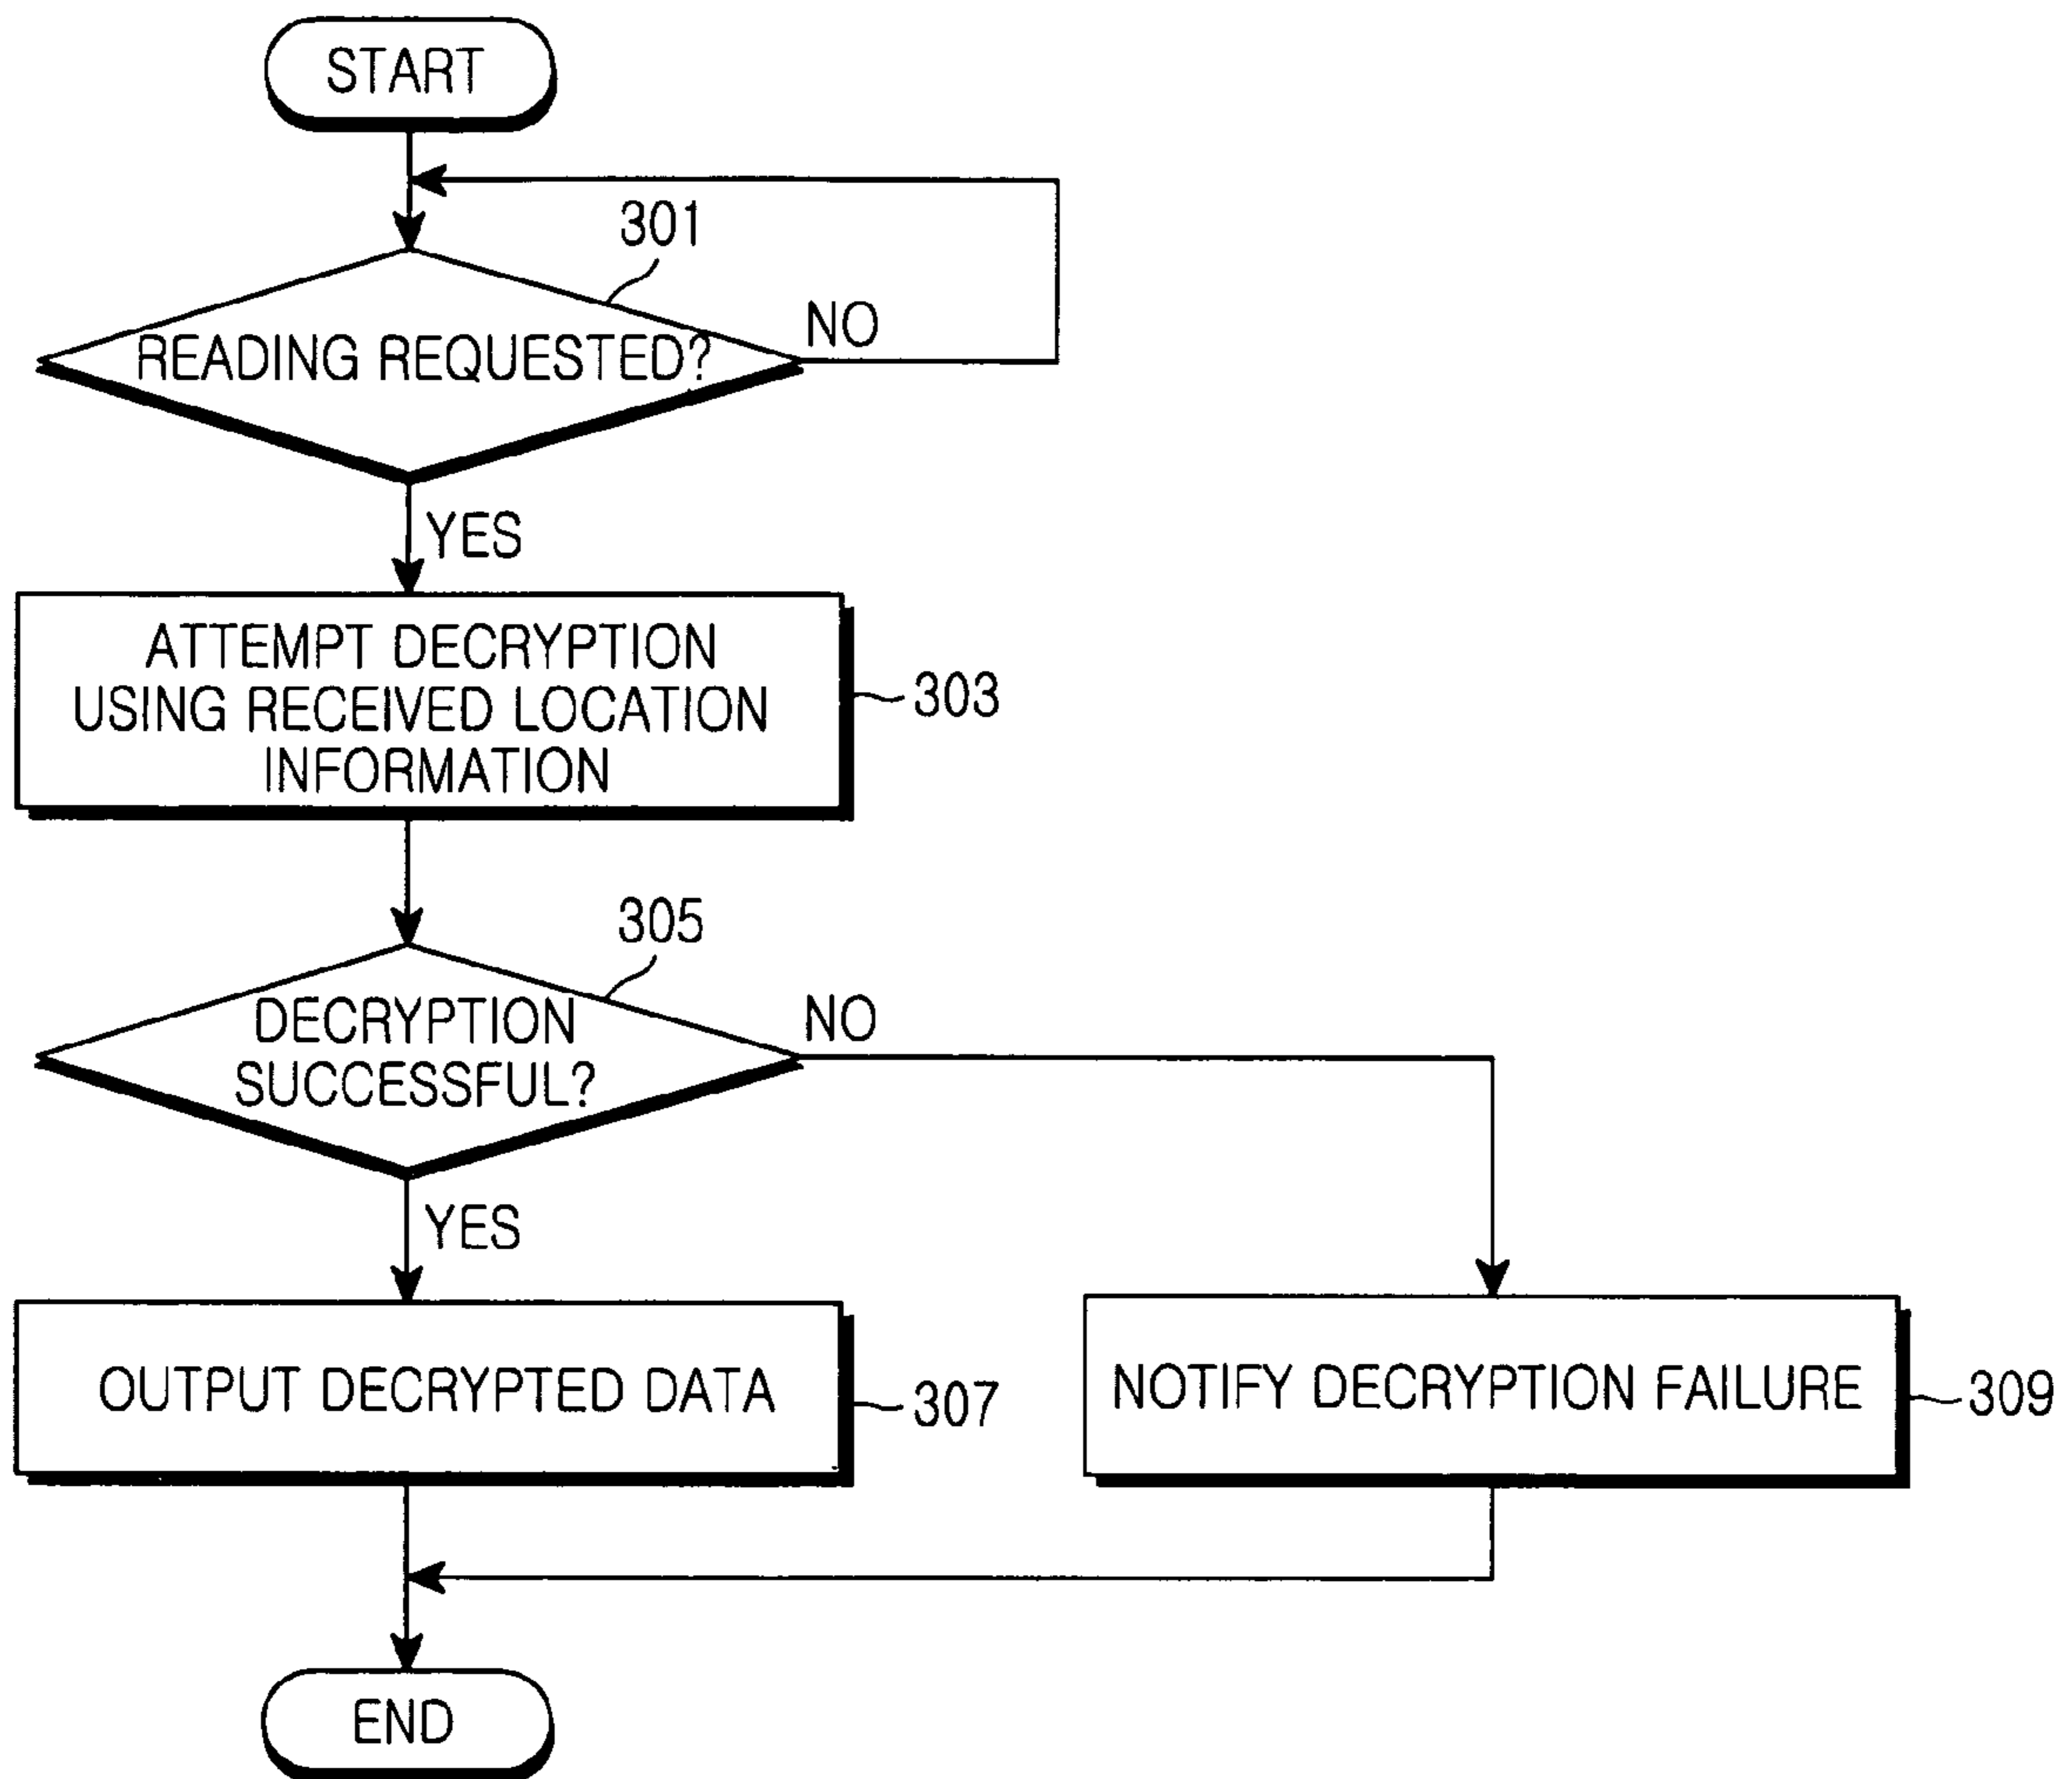 START
301
READING REQUESTED?
NO
YES
ATTEMPT DECRYPTION
USING RECEIVED LOCATION
INFORMATION
303
305
DECRYPTION
SUCCESSFUL?
NO
YES
OUTPUT DECRYPTED DATA
307
NOTIFY DECRYPTION FAILURE
309
END